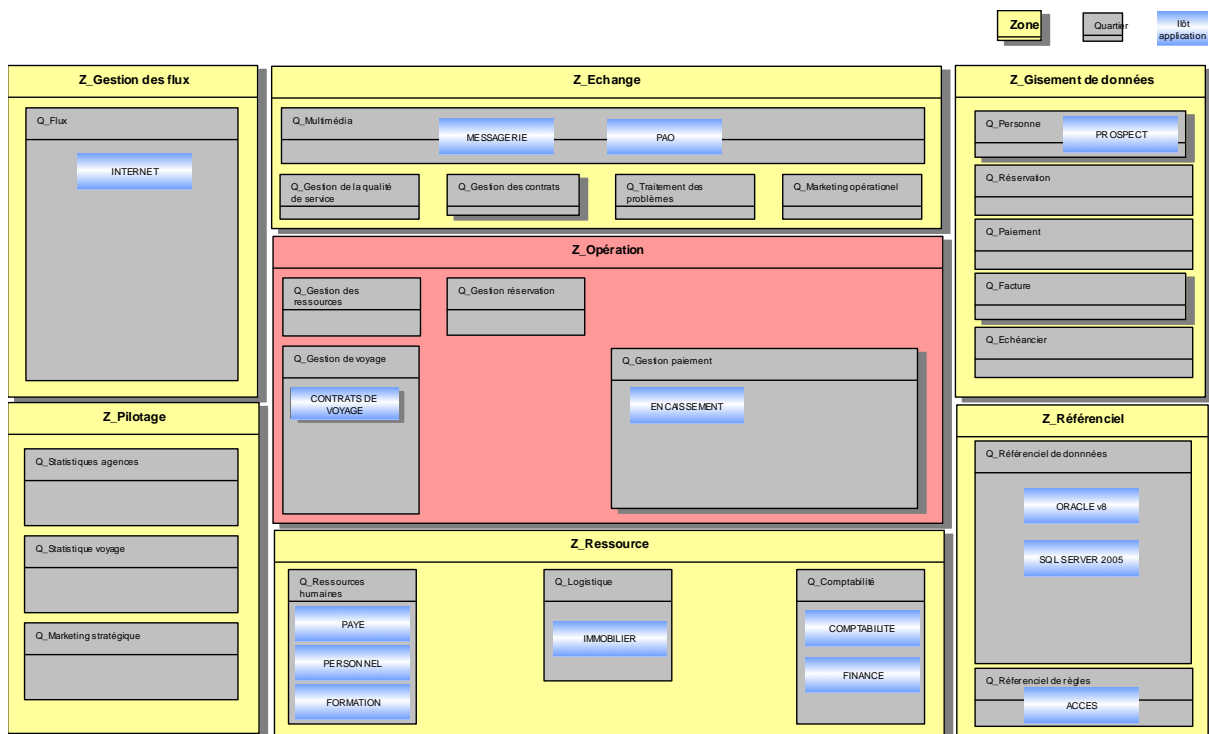 Zone
Quartier
Ilôt
application
Z_Gestion des flux
Q_Flux
INTERNET
Z_Echange
Q_Multimédia
MESSAGERIE
PAO
Q_Gestion de la qualité
de service
Q_Gestion des contrats
Q_Traitement des
problèmes
Q_Marketing opérationel
Z_Gisement de données
Q_Personne
PROSPECT
Q_Réservation
Q_Paiement
Q_Facture
Q_Echéancier
Z_Opération
Q_Gestion des
ressources
Q_Gestion réservation
Q_Gestion de voyage
CONTRATS DE
VOYAGE
Q_Gestion paiement
ENCAISSEMENT
Z_Pilotage
Q_Statistiques agences
Q_Statistique voyage
Q_Marketing stratégique
Z_Ressource
Q_Ressources
humaines
PAYE
PERSONNEL
FORMATION
Q_Logistique
IMMOBILIER
Q_Comptabilité
COMPTABILITE
FINANCE
Z_Référenciel
Q_Référenciel de donnnées
ORACLE v8
SQL SERVER 2005
Q_Réferenciel de règles
ACCES